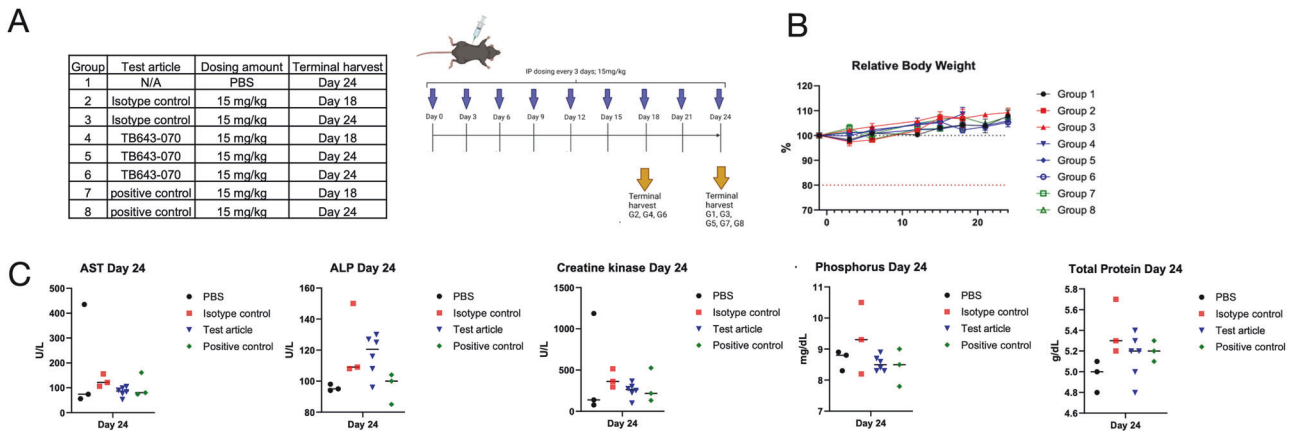 A
Group Test article Dosing amount Terminal harvest
1 N/A PBS Day 24
2 Isotype control 15 mg/kg Day 18
3 Isotype control 15 mg/kg Day 24
4 TB643-070 15 mg/kg Day 18
5 TB643-070 15 mg/kg Day 24
6 TB643-070 15 mg/kg Day 24
7 positive control 15 mg/kg Day 18
8 positive control 15 mg/kg Day 24
IP dosing every 3 days; 15mg/kg
Day 0 Day 3 Day 6 Day 9 Day 12 Day 15 Day 18 Day 21 Day 24
Terminal
harvest
G2, G4, G6
Terminal
harvest
G1, G3,
G5, G7, G8
B
Relative Body Weight
%
120
110
100
90
80
70
0 10 20
Group 1
Group 2
Group 3
Group 4
Group 5
Group 6
Group 7
Group 8
C
AST Day 24
U/L
500
400
300
200
100
0
Day 24
PBS
Isotype control
Test article
Positive control
ALP Day 24
U/L
160
140
120
100
80
Day 24
PBS
Isotype control
Test article
Positive control
Creatine kinase Day 24
U/L
1500
1000
500
0
Day 24
PBS
Isotype control
Test article
Positive control
Phosphorus Day 24
mg/dL
11
10
9
8
7
6
Day 24
PBS
Isotype control
Test article
Positive control
Total Protein Day 24
g/dL
5.8
5.6
5.4
5.2
5.0
4.8
4.6
Day 24
PBS
Isotype control
Test article
Positive control